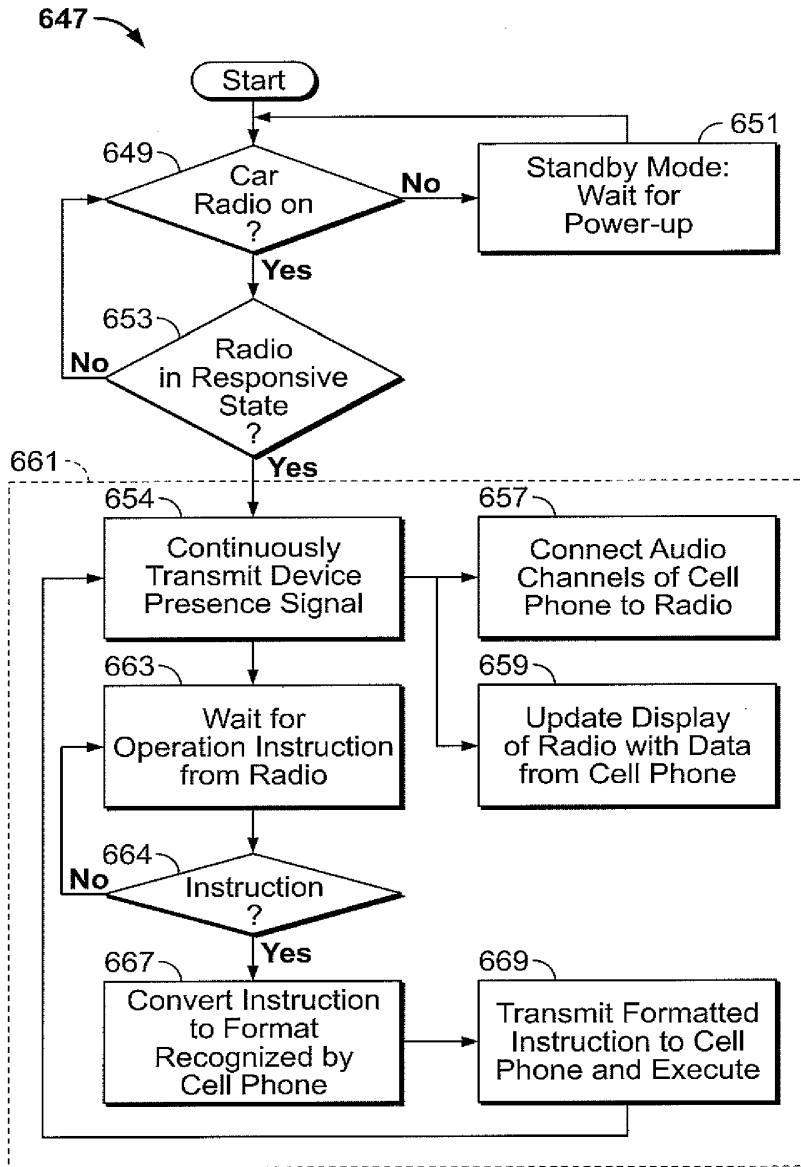 647
Start
651
649
Car
Radio on
?
No
Standby Mode:
Wait for
Power-up
Yes
653
Radio
in Responsive
State
?
No
Yes
661
654
Continuously
Transmit Device
Presence Signal
657
Connect Audio
Channels of Cell
Phone to Radio
663
Wait for
Operation Instruction
from Radio
659
Update Display
of Radio with Data
from Cell Phone
664
Instruction
?
No
Yes
667
Convert Instruction
to Format
Recognized by
Cell Phone
669
Transmit Formatted
Instruction to Cell
Phone and Execute